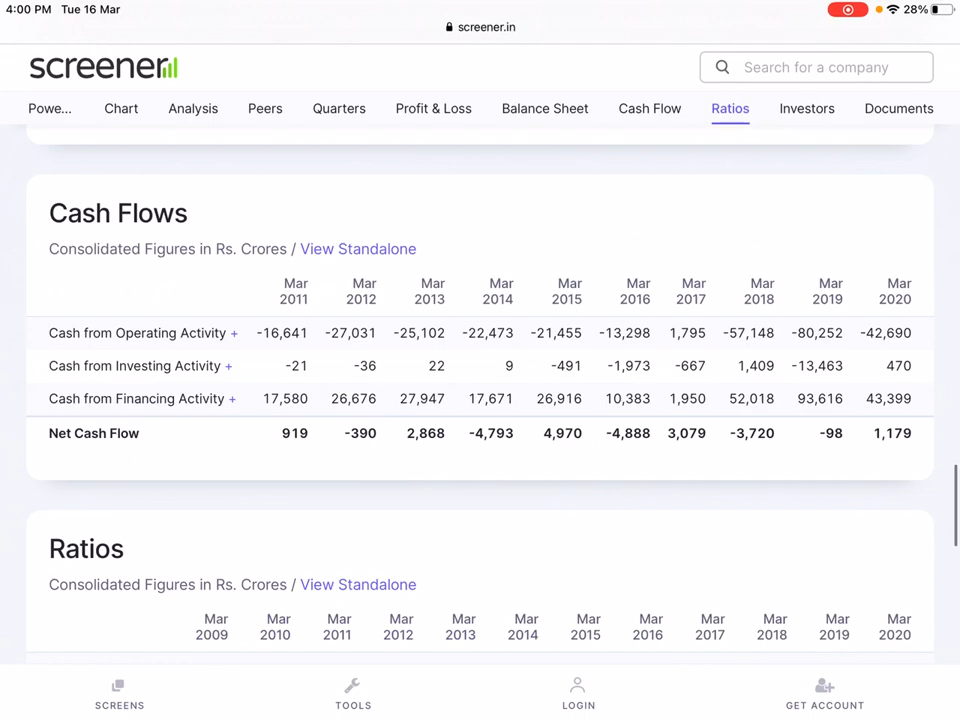 4:00 PM Tue 16 Mar 28%
screener.in
screener Search for a company
Powe... Chart Analysis Peers Quarters Profit & Loss Balance Sheet Cash Flow Ratios Investors Documents
Cash Flows
Consolidated Figures in Rs. Crores / View Standalone
Mar Mar Mar Mar Mar Mar Mar Mar Mar Mar
2011 2012 2013 2014 2015 2016 2017 2018 2019 2020
Cash from Operating Activity + -16,641 -27,031 -25,102 -22,473 -21,455 -13,298 1,795 -57,148 -80,252 -42,690
Cash from Investing Activity + -21 -36 22 9 -491 -1,973 -667 1,409 -13,463 470
Cash from Financing Activity + 17,580 26,676 27,947 17,671 26,916 10,383 1,950 52,018 93,616 43,399
Net Cash Flow 919 -390 2,868 -4,793 4,970 -4,888 3,079 -3,720 -98 1,179
Ratios
Consolidated Figures in Rs. Crores / View Standalone
Mar Mar Mar Mar Mar Mar Mar Mar Mar Mar Mar Mar
2009 2010 2011 2012 2013 2014 2015 2016 2017 2018 2019 2020
SCREENS TOOLS LOGIN GET ACCOUNT